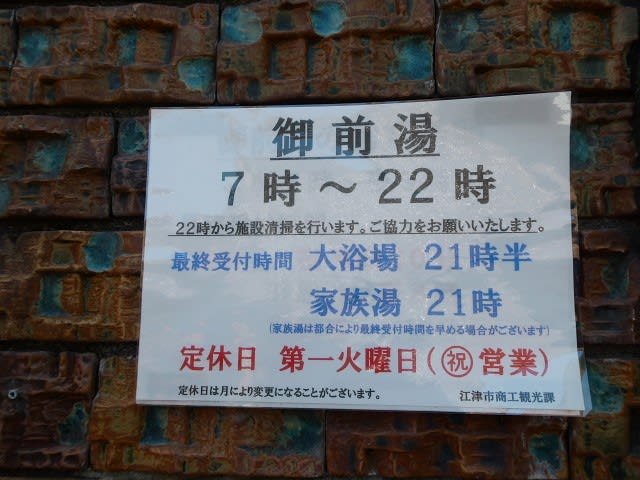 御前湯
7時～22時
22時から施設清掃を行います。ご協力をお願いいたします。
最終受付時間 大浴場 21時半
家族湯 21時
(家族湯は都合により最終受付時間を早める場合がございます)
定休日 第一火曜日(㊗営業)
定休日は月により変更になることがございます。 江津市商工観光課